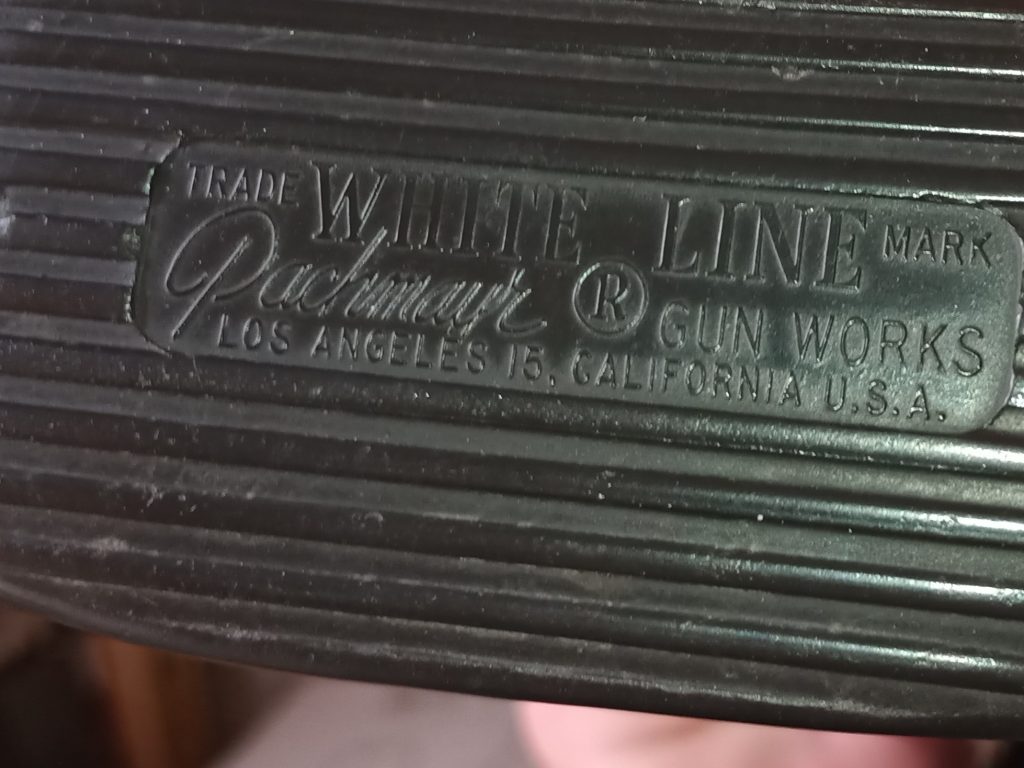 TRADE WHITE LINE MARK
Pachmayr ® GUN WORKS
LOS ANGELES 15, CALIFORNIA U.S.A.